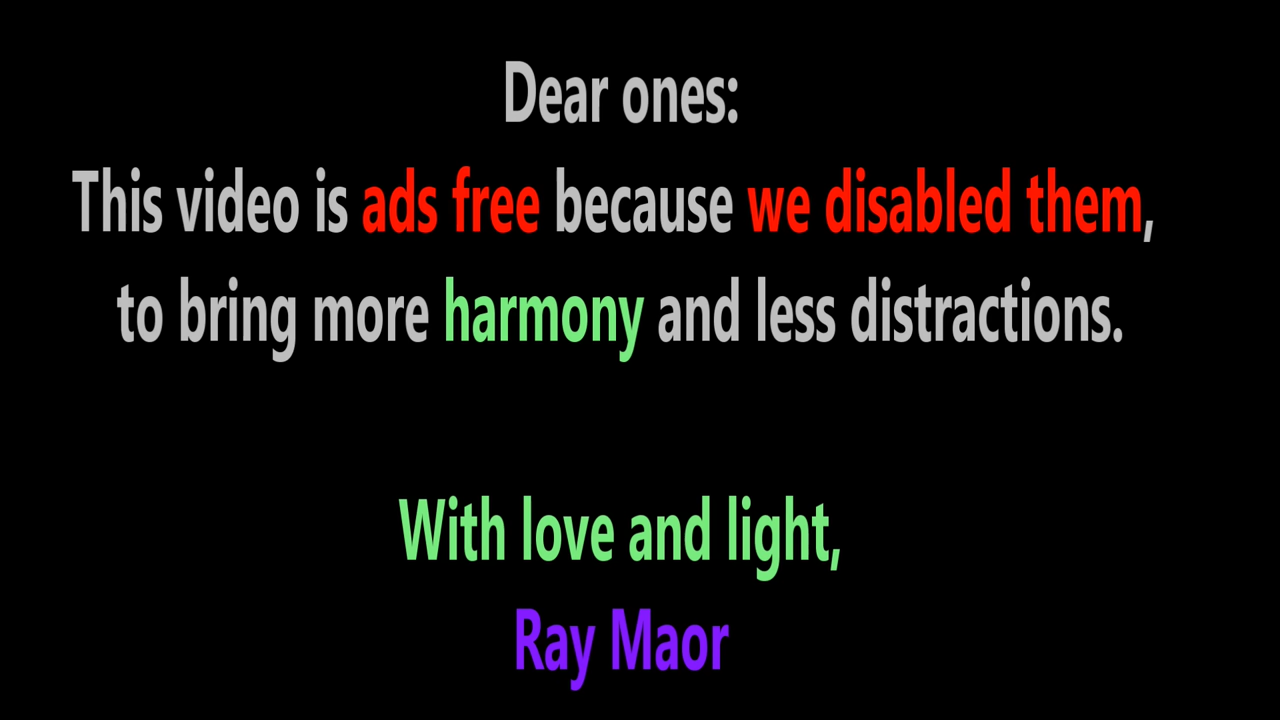 Dear ones:
This video is ads free because we disabled them,
to bring more harmony and less distractions.
With love and light,
Ray Maor